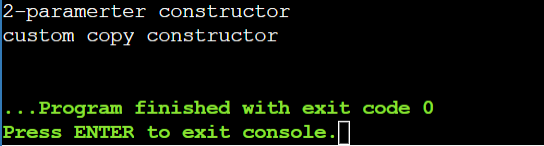 2-paramerter constructor
custom copy constructor
...Program finished with exit code 0
Press ENTER to exit console.